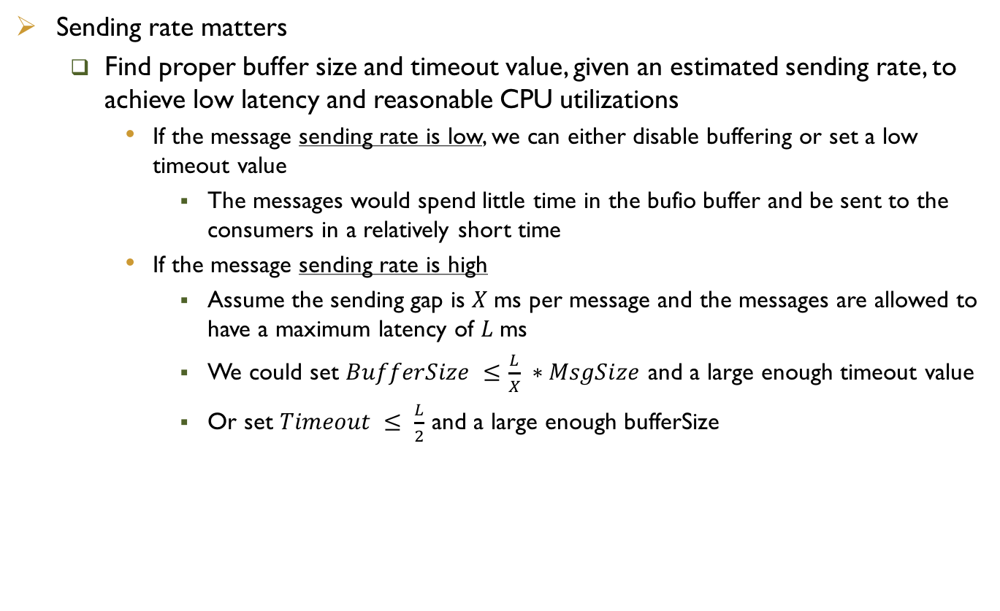 ➢ Sending rate matters
❑ Find proper buffer size and timeout value, given an estimated sending rate, to
achieve low latency and reasonable CPU utilizations
• If the message sending rate is low, we can either disable buffering or set a low
timeout value
▪ The messages would spend little time in the bufio buffer and be sent to the
consumers in a relatively short time
• If the message sending rate is high
▪ Assume the sending gap is X ms per message and the messages are allowed to
have a maximum latency of L ms
▪ We could set BufferSize ≤ L/X * MsgSize and a large enough timeout value
▪ Or set Timeout ≤ L/2 and a large enough bufferSize